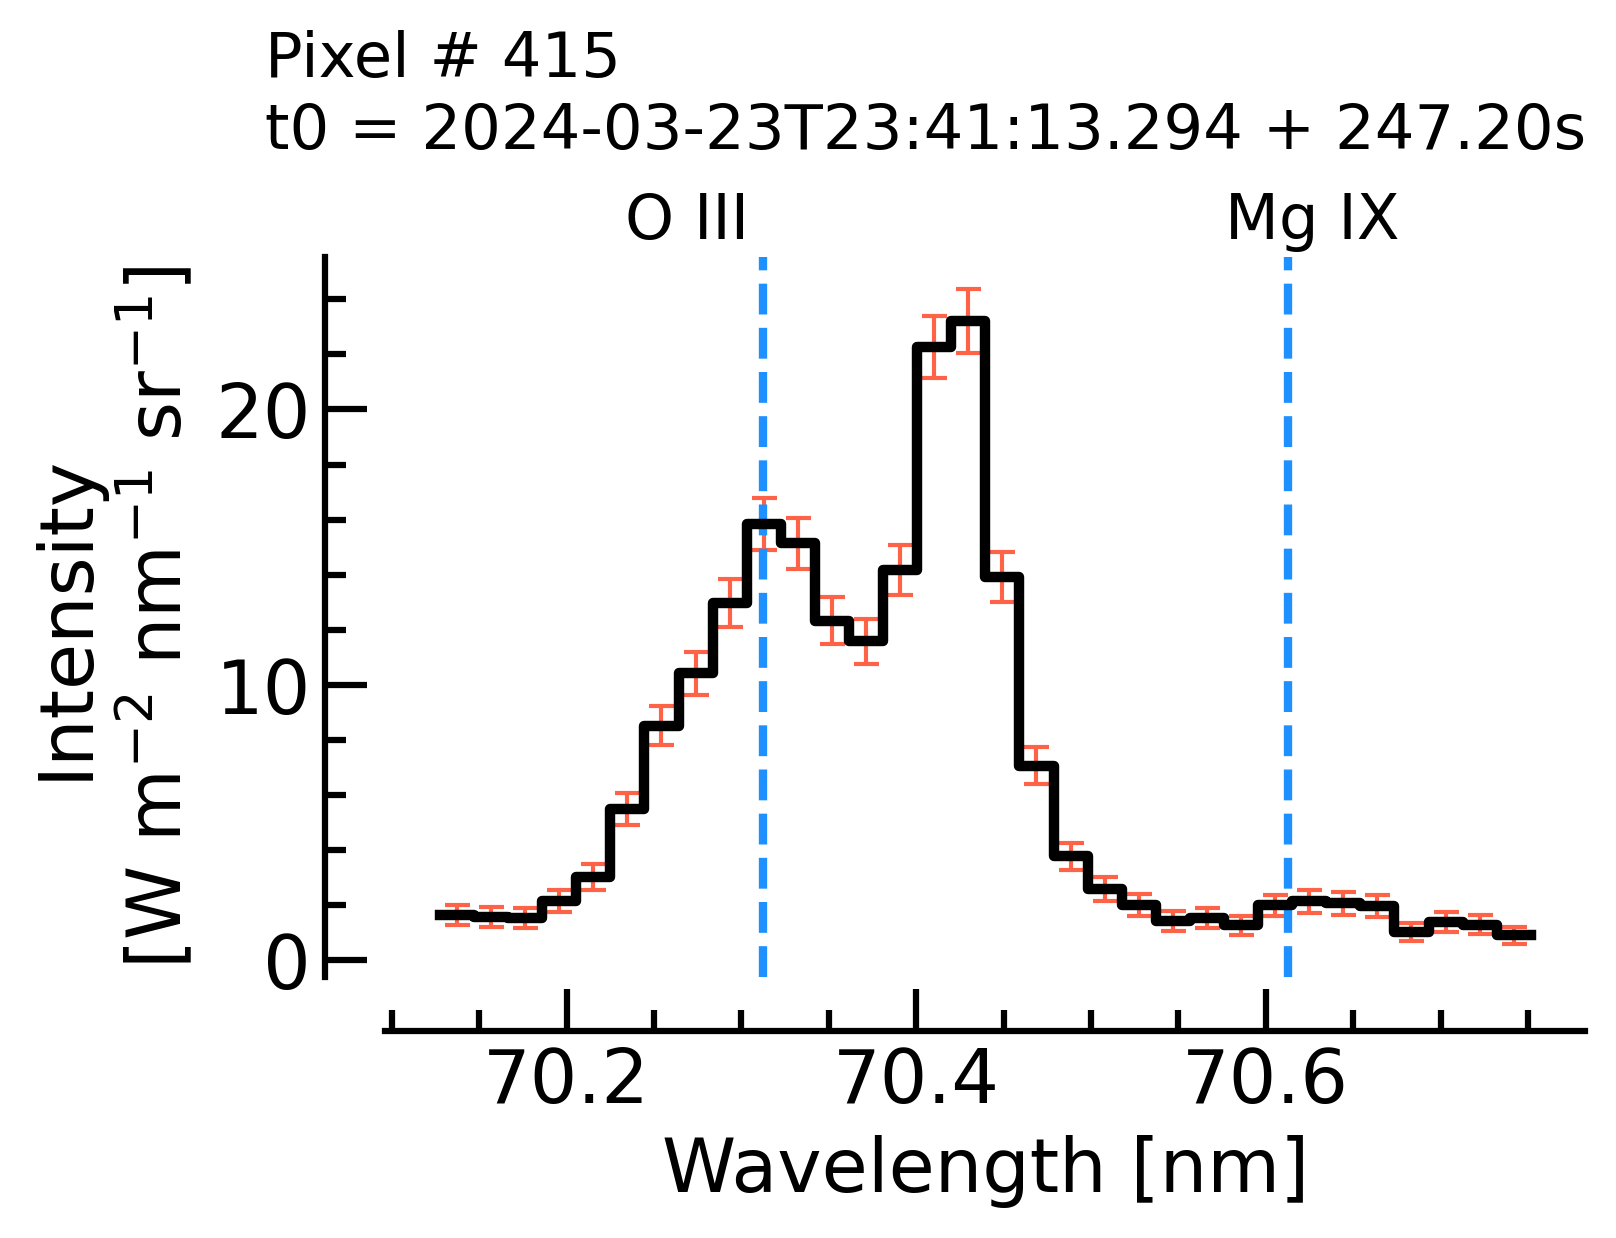 Pixel # 415
t0 = 2024-03-23T23:41:13.294 + 247.20s
O III
Mg IX
Intensity
[W m⁻² nm⁻¹ sr⁻¹]
20
10
0
70.2
70.4
70.6
Wavelength [nm]